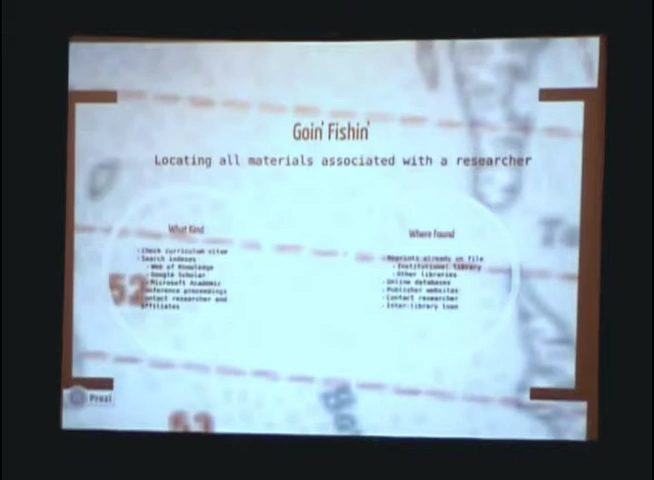 Goin' Fishin'
Locating all materials associated with a researcher
What Kind
-Check curriculum vitae
-Search indexes
-Web of Knowledge
-Google Scholar
-Microsoft Academic
Conference proceedings
Contact researcher and
affiliates
Where Found
-Reprints already on file
-Institutional library
-Other libraries
-Online databases
-Publisher websites
-Contact researcher
-Inter-library loan
52
53
Prezi